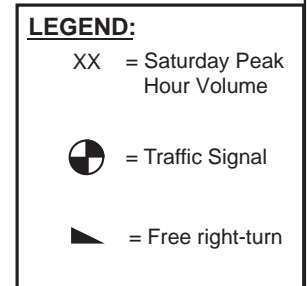 LEGEND:
XX = Saturday Peak
Hour Volume
= Traffic Signal
= Free right-turn